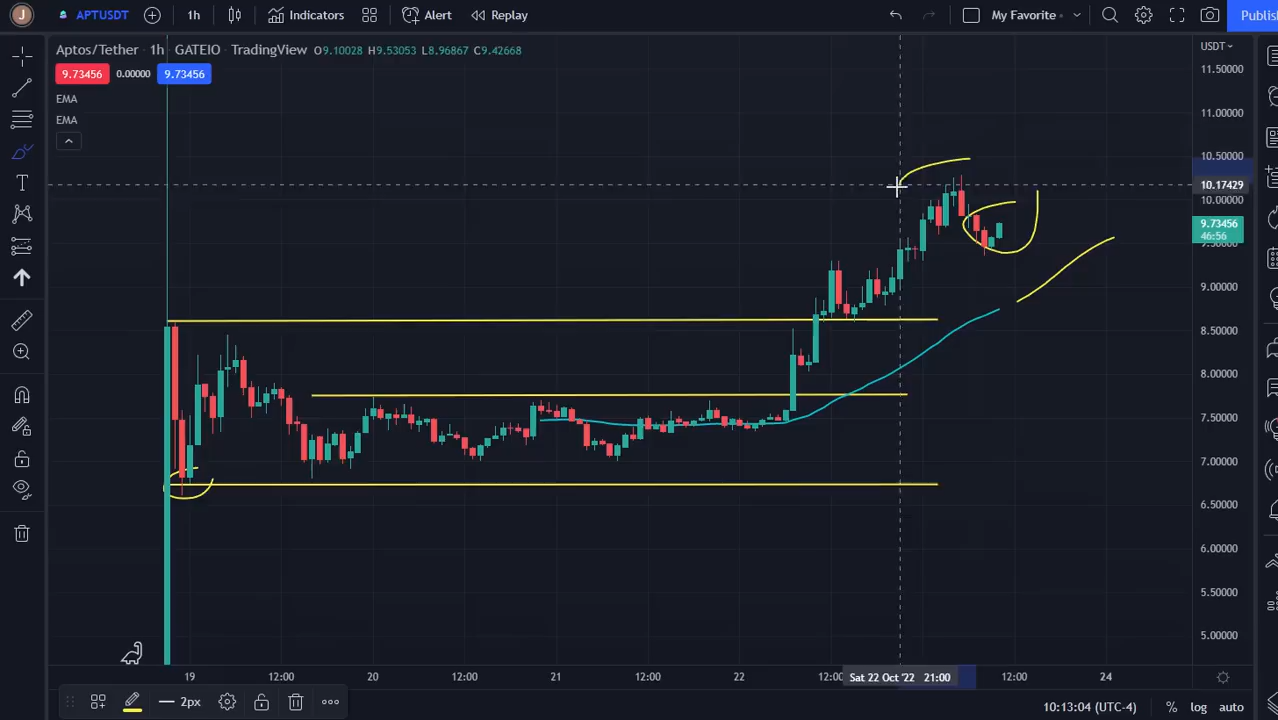 J APTUSDT 1h Indicators Alert Replay My Favorite Publis
Aptos/Tether · 1h · GATEIO · TradingView O9.10028 H9.53053 L8.96867 C9.42668
USDT
9.73456 0.00000 9.73456
EMA
EMA
11.50000
11.00000
10.50000
10.17429
10.00000
9.73456
46:56
9.50000
9.00000
8.50000
8.00000
7.50000
7.00000
6.50000
6.00000
5.50000
5.00000
19 12:00 20 12:00 21 12:00 22 12:00 Sat 22 Oct '22 21:00 12:00 24
2px
10:13:04 (UTC-4) % log auto